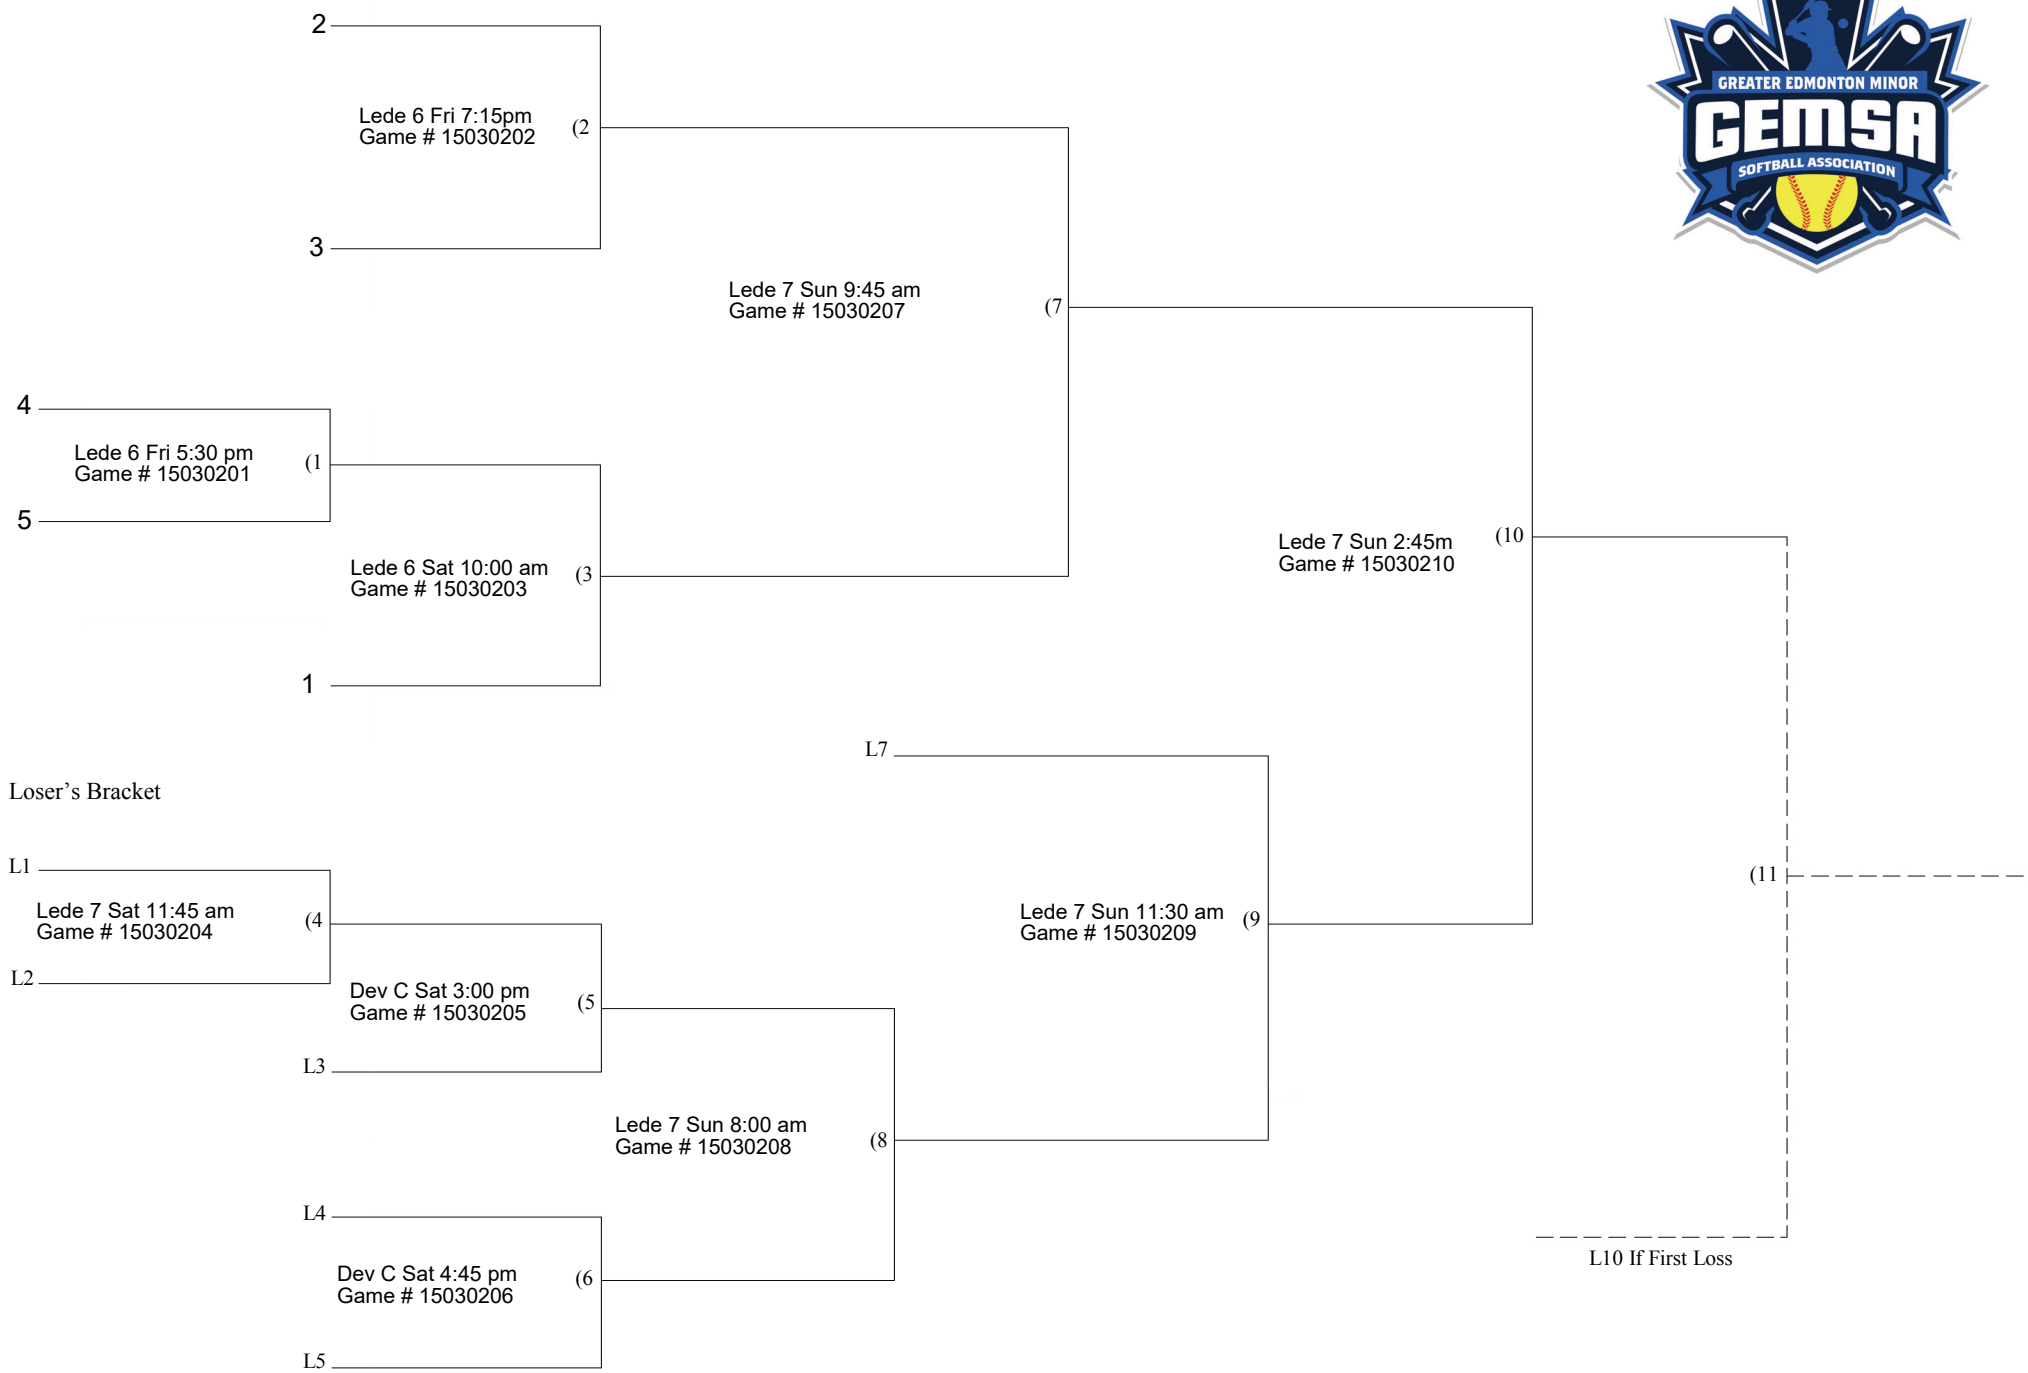 2
GREATER EDMONTON MINOR
GEMSA
SOFTBALL ASSOCIATION
Lede 6 Fri 7:15pm
Game # 15030202
(2
3
Lede 7 Sun 9:45 am
Game # 15030207
(7
4
Lede 6 Fri 5:30 pm
Game # 15030201
(1
5
Lede 7 Sun 2:45m
Game # 15030210
(10
Lede 6 Sat 10:00 am
Game # 15030203
(3
1
L7
Loser’s Bracket
L1
Lede 7 Sat 11:45 am
Game # 15030204
(4
L2
(11
Lede 7 Sun 11:30 am
Game # 15030209
(9
Dev C Sat 3:00 pm
Game # 15030205
(5
L3
Lede 7 Sun 8:00 am
Game # 15030208
(8
L4
Dev C Sat 4:45 pm
Game # 15030206
(6
L5
L10 If First Loss